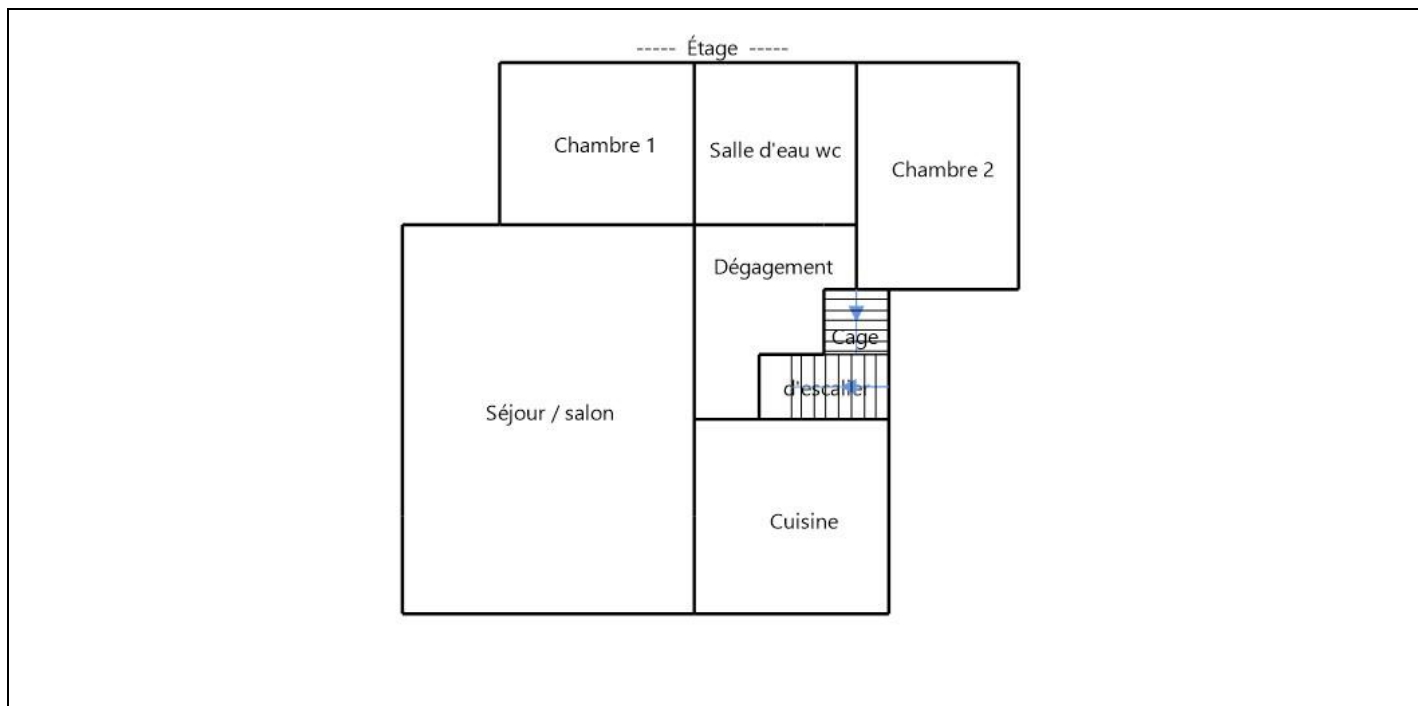 ----- Étage -----
Chambre 1
Salle d'eau wc
Chambre 2
Dégagement
Cage
d'escalier
Séjour / salon
Cuisine